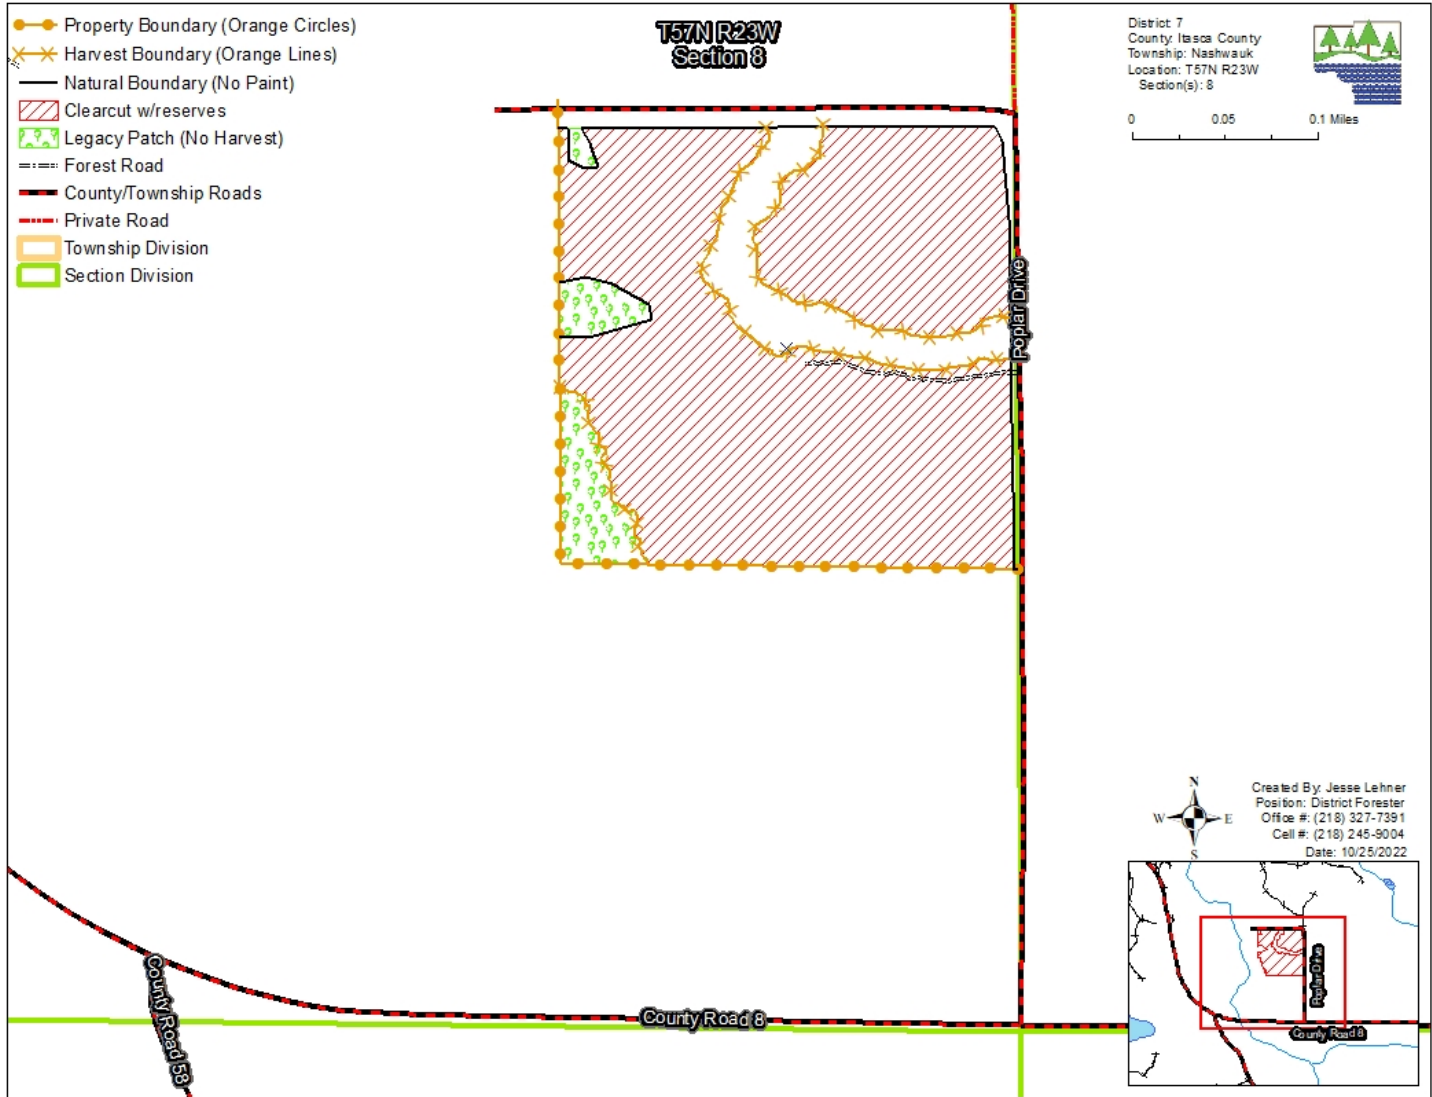 Property Boundary (Orange Circles)
Harvest Boundary (Orange Lines)
Natural Boundary (No Paint)
Clearcut w/reserves
Legacy Patch (No Harvest)
Forest Road
County/Township Roads
Private Road
Township Division
Section Division
T57N R23W
Section 8
District: 7
County: Itasca County
Township: Nashwauk
Location: T57N R23W
Section(s): 8
0 0.05 0.1 Miles
Poplar Drive
N
W E
S
Created By: Jesse Lehner
Position: District Forester
Office #: (218) 327-7391
Cell #: (218) 245-9004
Date: 10/25/2022
Poplar Drive
County Road 8
County Road 8
County Road 58